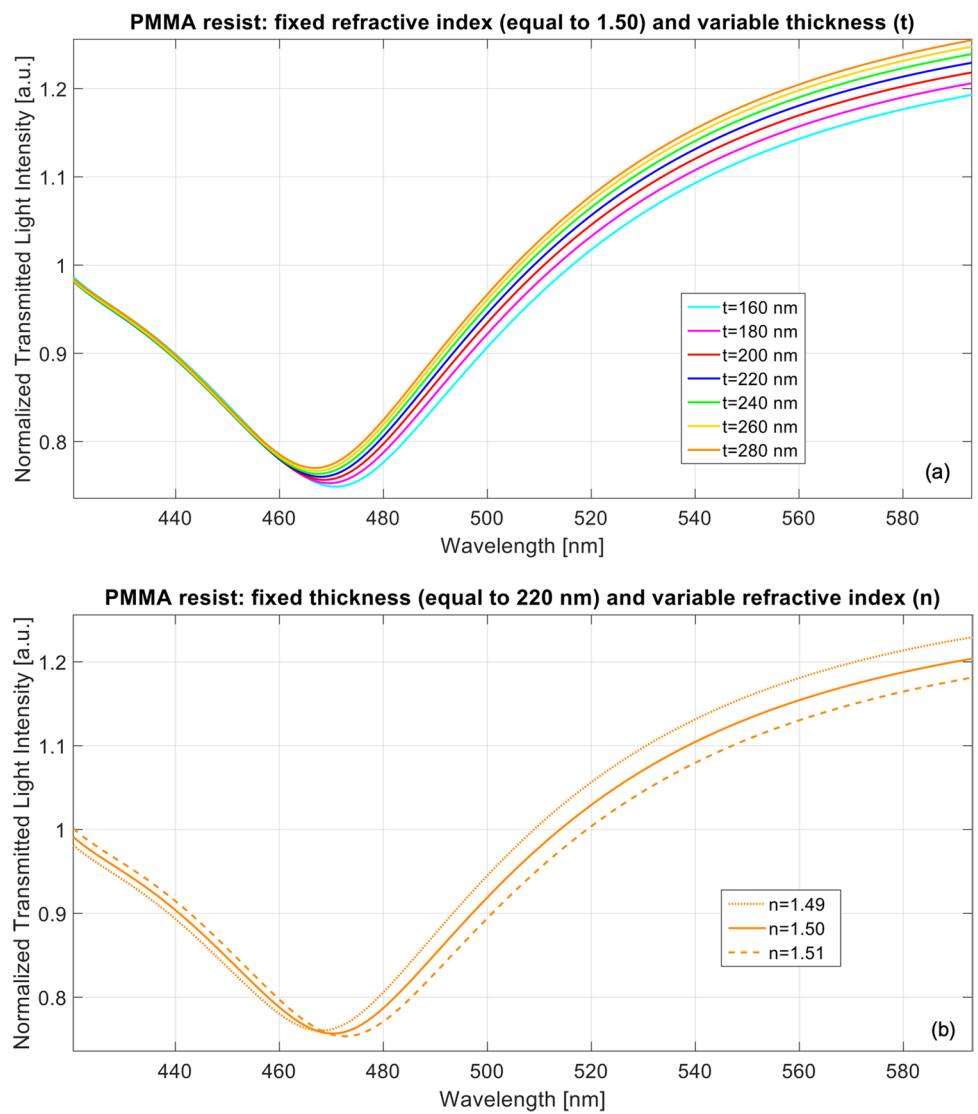 PMMA resist: fixed refractive index (equal to 1.50) and variable thickness (t)
Normalized Transmitted Light Intensity [a.u.]
1.2
1.1
1
0.9
0.8
t=160 nm
t=180 nm
t=200 nm
t=220 nm
t=240 nm
t=260 nm
t=280 nm
(a)
440 460 480 500 520 540 560 580
Wavelength [nm]
PMMA resist: fixed thickness (equal to 220 nm) and variable refractive index (n)
Normalized Transmitted Light Intensity [a.u.]
1.2
1.1
1
0.9
0.8
n=1.49
n=1.50
n=1.51
(b)
440 460 480 500 520 540 560 580
Wavelength [nm]